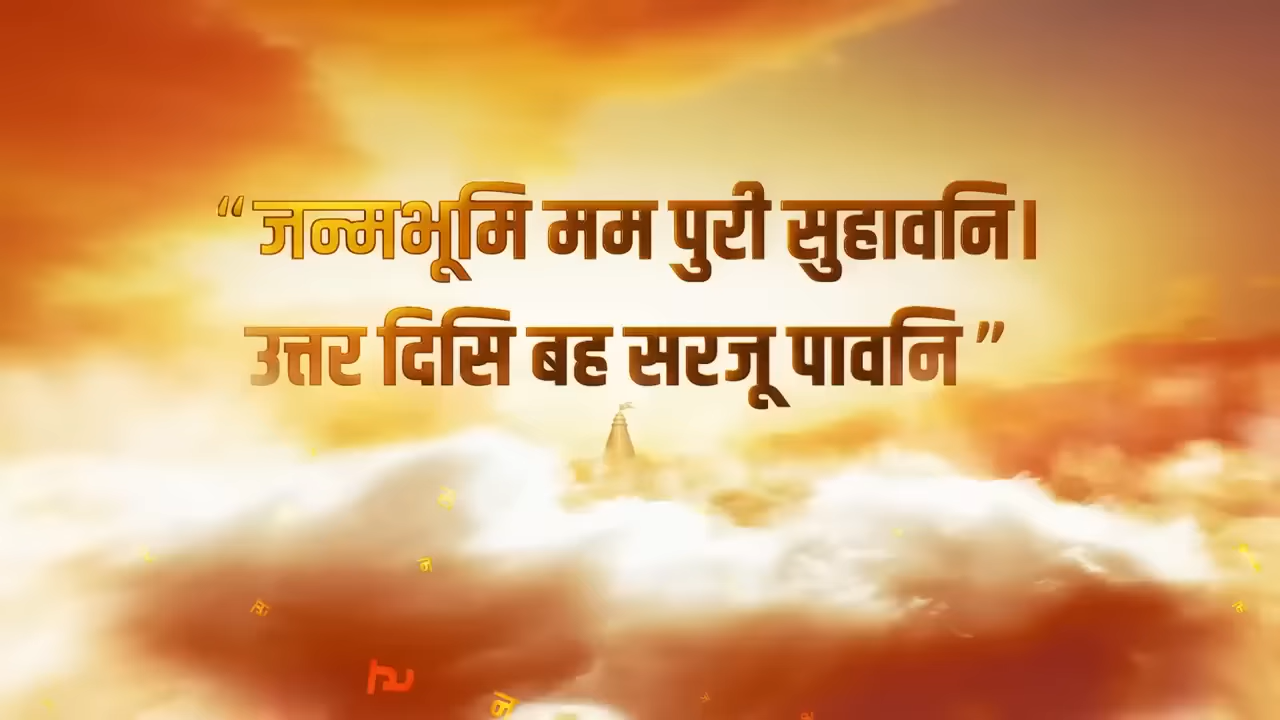 “जन्मभूमि मम पुरी सुहावनि।
उत्तर दिसि बह सरजू पावनि”